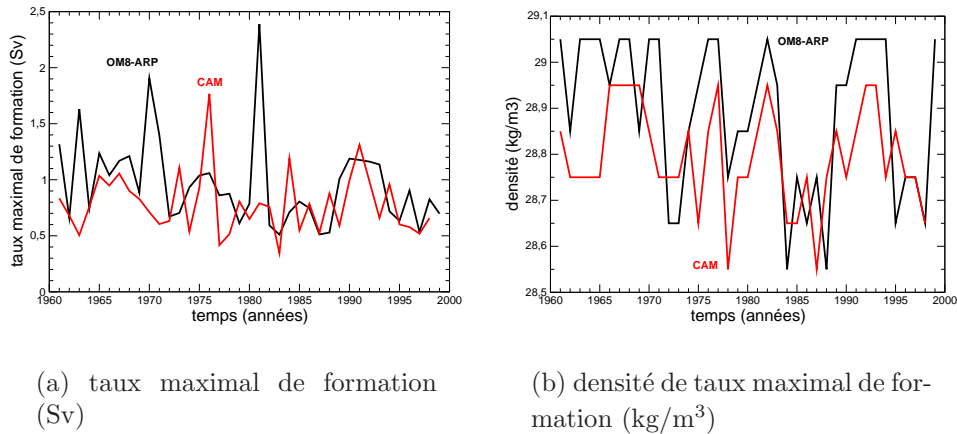 2,5
2
1,5
1
0,5
0
taux maximal de formation (Sv)
OM8-ARP
CAM
1960 1965 1970 1975 1980 1985 1990 1995 2000
temps (années)
29,1
29
28,9
28,8
28,7
28,6
28,5
densité (kg/m3)
OM8-ARP
CAM
1960 1965 1970 1975 1980 1985 1990 1995 2000
temps (années)
(a) taux maximal de formation
(Sv)
(b) densité de taux maximal de for-
mation (kg/m³)